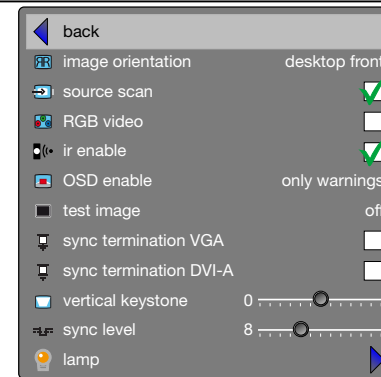 back
image orientation desktop front
source scan
RGB video
ir enable
OSD enable only warnings
test image off
sync termination VGA
sync termination DVI-A
vertical keystone 0
sync level 8
lamp